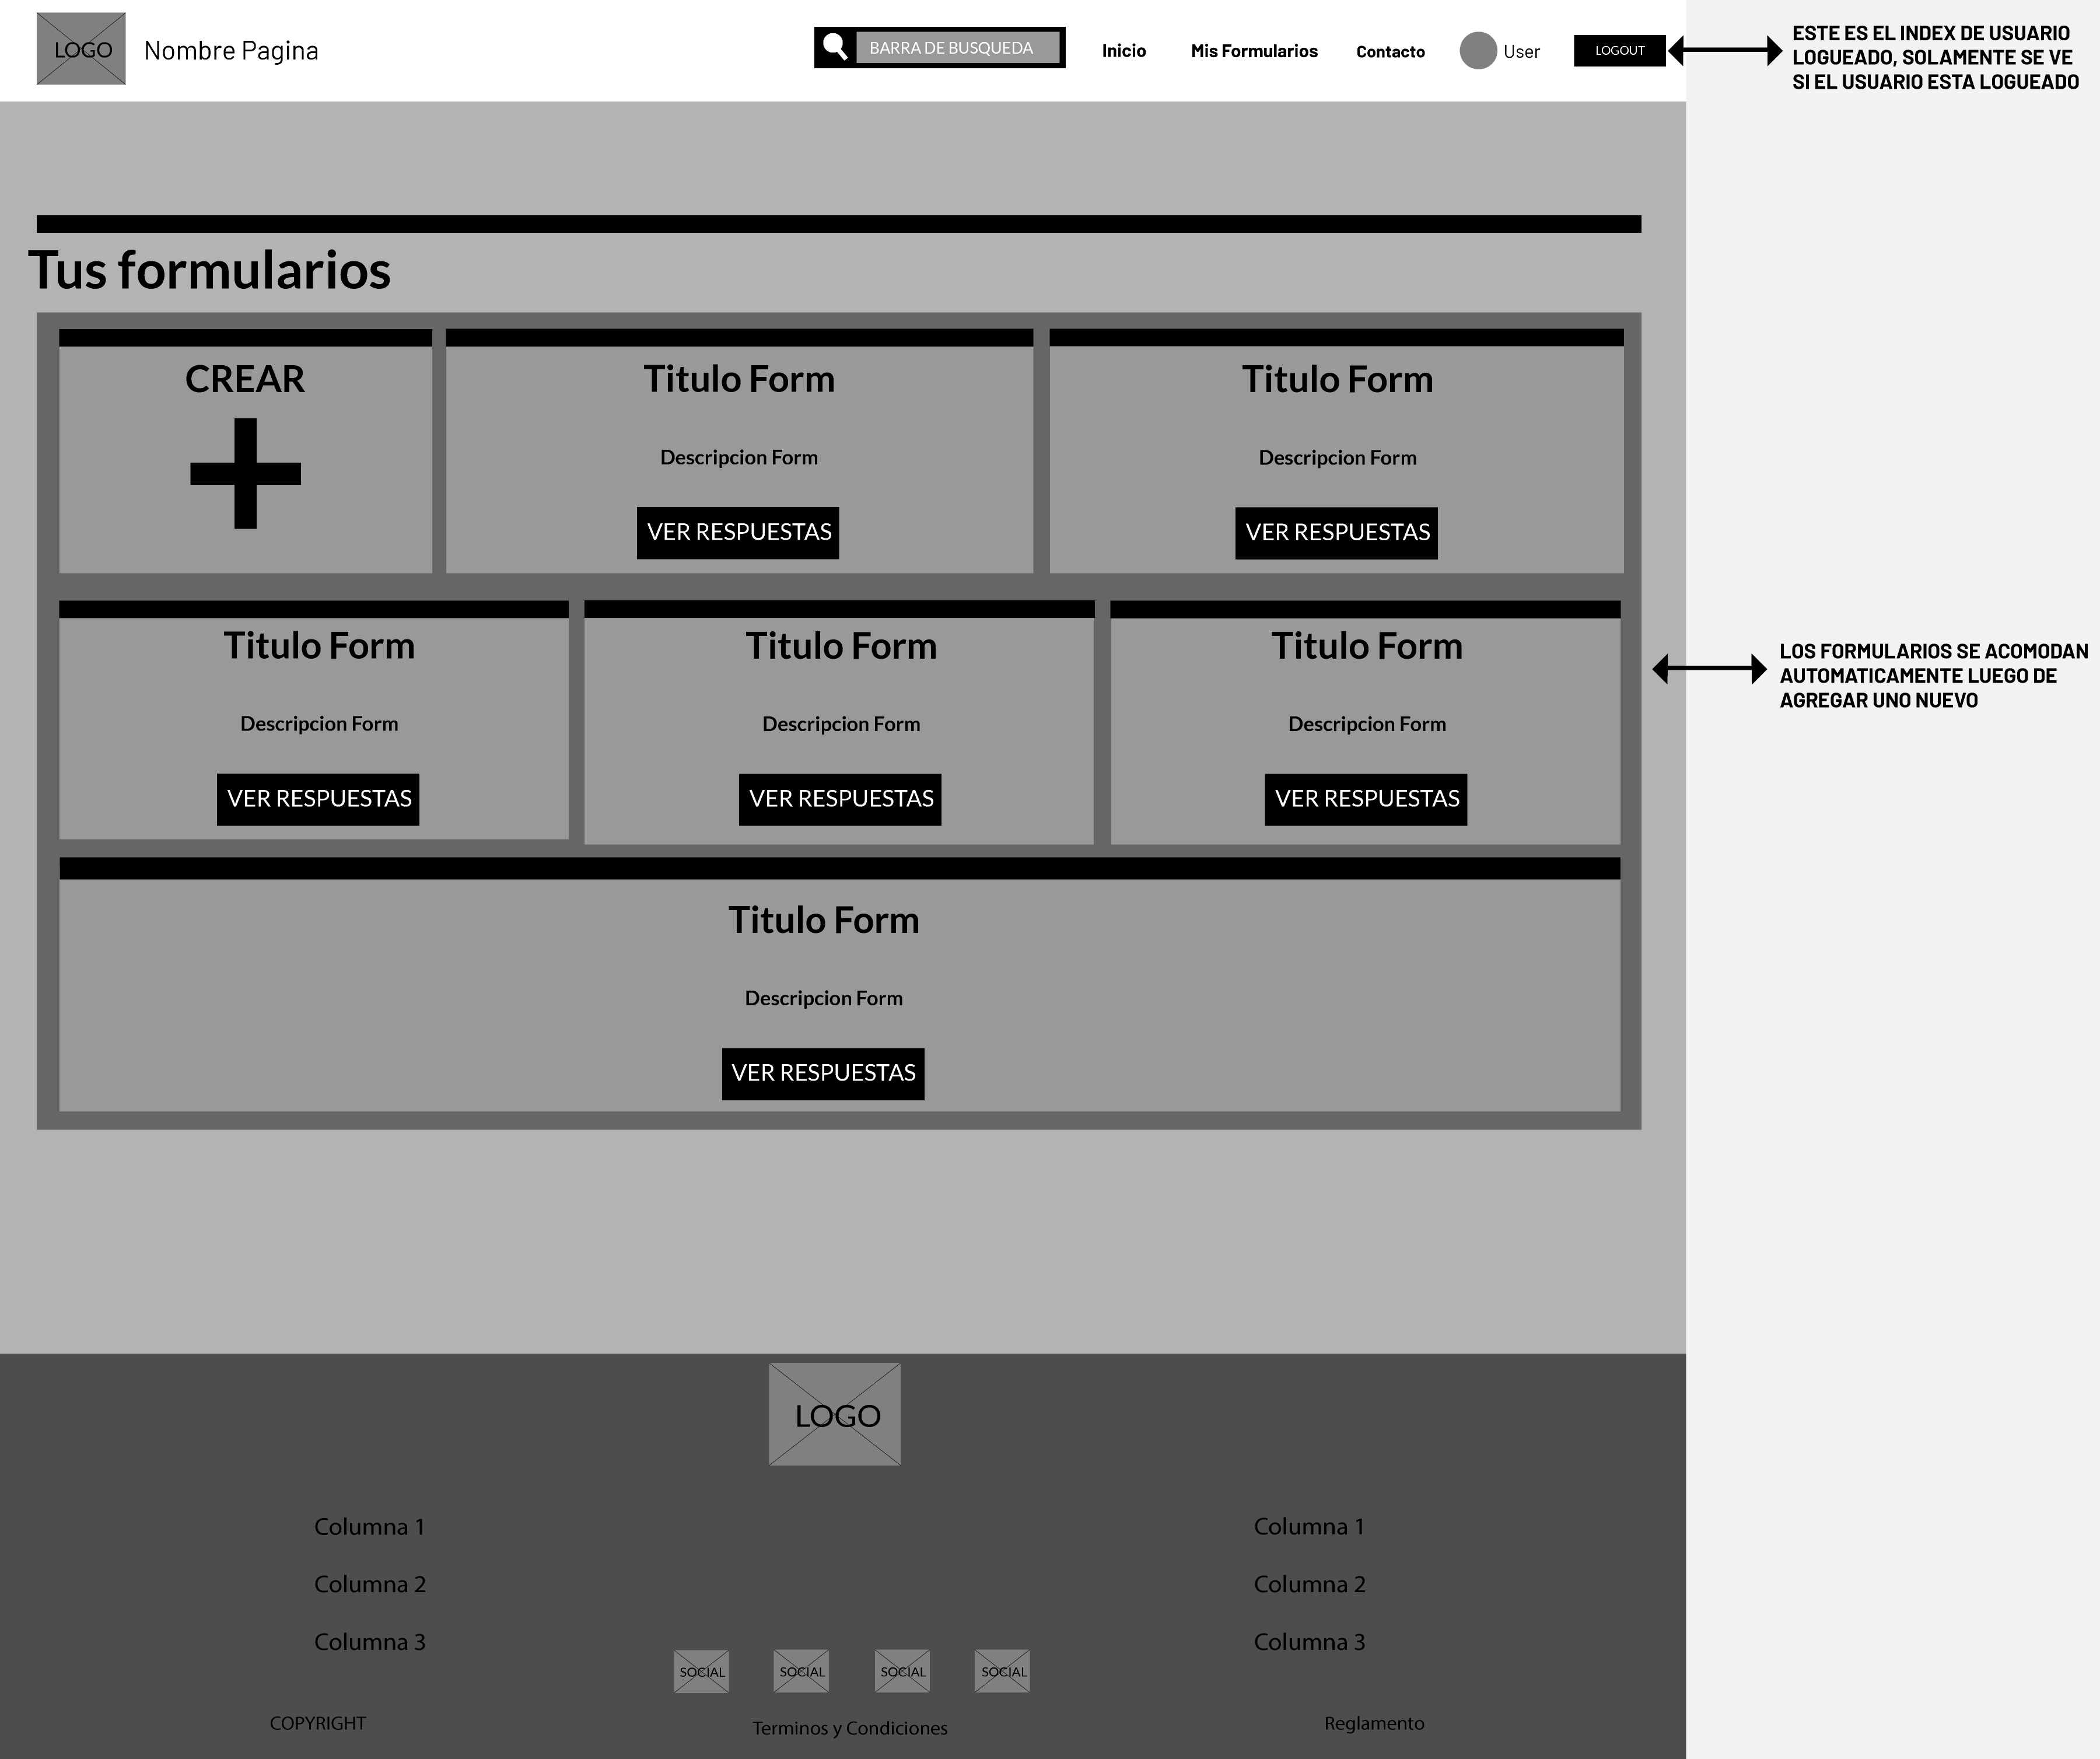 LOGO
Nombre Pagina
BARRA DE BUSQUEDA
Inicio
Mis Formularios
Contacto
User
LOGOUT
ESTE ES EL INDEX DE USUARIO
LOGUEADO, SOLAMENTE SE VE
SI EL USUARIO ESTA LOGUEADO
Tus formularios
CREAR
Titulo Form
Descripcion Form
VER RESPUESTAS
Titulo Form
Descripcion Form
VER RESPUESTAS
Titulo Form
Descripcion Form
VER RESPUESTAS
Titulo Form
Descripcion Form
VER RESPUESTAS
Titulo Form
Descripcion Form
VER RESPUESTAS
LOS FORMULARIOS SE ACOMODAN
AUTOMATICAMENTE LUEGO DE
AGREGAR UNO NUEVO
Titulo Form
Descripcion Form
VER RESPUESTAS
LOGO
Columna 1
Columna 2
Columna 3
Columna 1
Columna 2
Columna 3
SOCIAL
SOCIAL
SOCIAL
SOCIAL
COPYRIGHT
Terminos y Condiciones
Reglamento